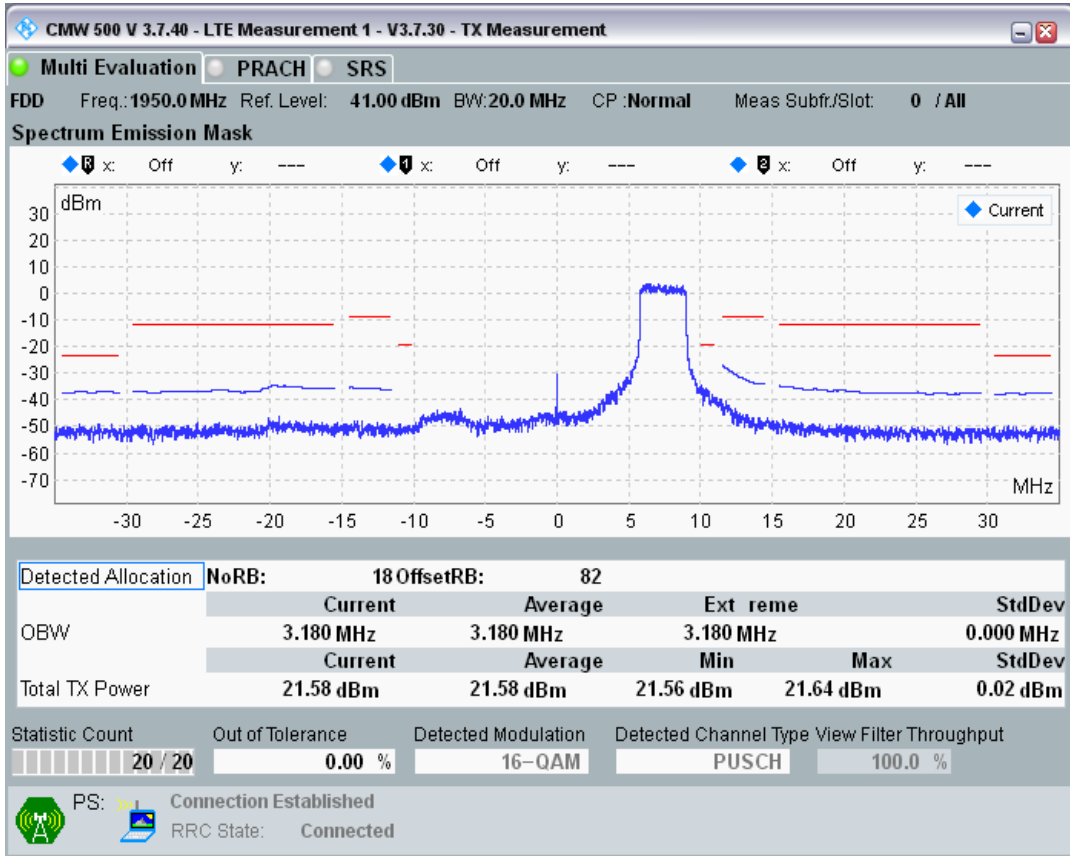 CMW 500 V 3.7.40 - LTE Measurement 1 - V3.7.30 - TX Measurement
Multi Evaluation PRACH SRS
FDD Freq.: 1950.0 MHz Ref. Level: 41.00 dBm BW: 20.0 MHz CP : Normal Meas Subfr./Slot: 0 / All
Spectrum Emission Mask
R x: Off y: --- 1 x: Off y: --- 2 x: Off y: ---
dBm
Current
30
20
10
0
-10
-20
-30
-40
-50
-60
-70
MHz
-30 -25 -20 -15 -10 -5 0 5 10 15 20 25 30
Detected Allocation NoRB: 18 OffsetRB: 82
Current Average Ext reme StdDev
OBW 3.180 MHz 3.180 MHz 3.180 MHz 0.000 MHz
Current Average Min Max StdDev
Total TX Power 21.58 dBm 21.58 dBm 21.56 dBm 21.64 dBm 0.02 dBm
Statistic Count Out of Tolerance Detected Modulation Detected Channel Type View Filter Throughput
20 / 20 0.00 % 16-QAM PUSCH 100.0 %
PS: Connection Established
RRC State: Connected